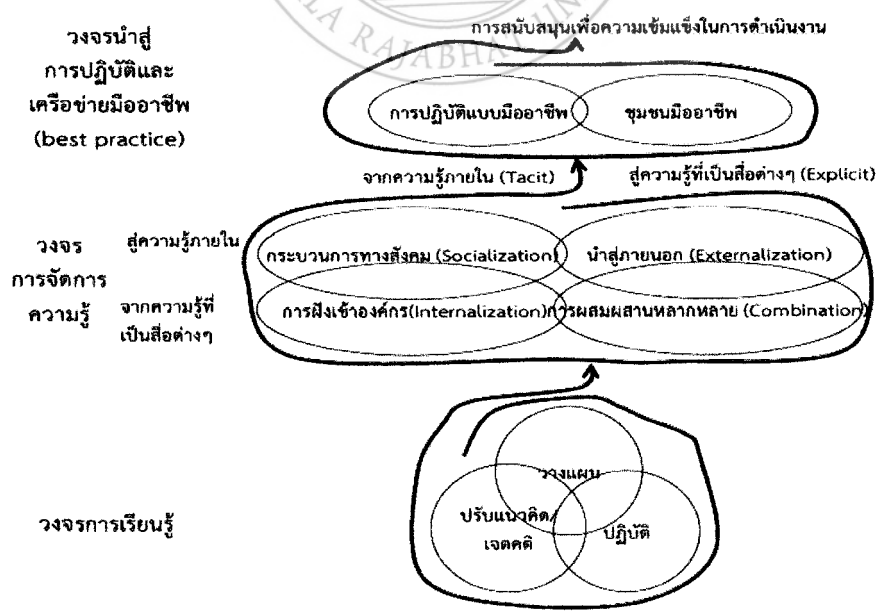 LA RAJABHAT UN
การสนับสนุนเพื่อความเข้มแข็งในการดำเนินงาน
วงจรนำสู่
การปฏิบัติและ
เครือข่ายมืออาชีพ
(best practice)
การปฏิบัติแบบมืออาชีพ
ชุมชนมืออาชีพ
จากความรู้ภายใน (Tacit)
สู่ความรู้ที่เป็นสื่อต่างๆ (Explicit)
วงจร
การจัดการ
ความรู้
สู่ความรู้ภายใน
กระบวนการทางสังคม (Socialization)
นำสู่ภายนอก (Externalization)
จากความรู้ที่
เป็นสื่อต่างๆ
การฝังเข้าองค์กร(Internalization)
การผสมผสานหลากหลาย (Combination)
วงจรการเรียนรู้
วางแผน
ปรับแนวคิด/
เจตคติ
ปฏิบัติ